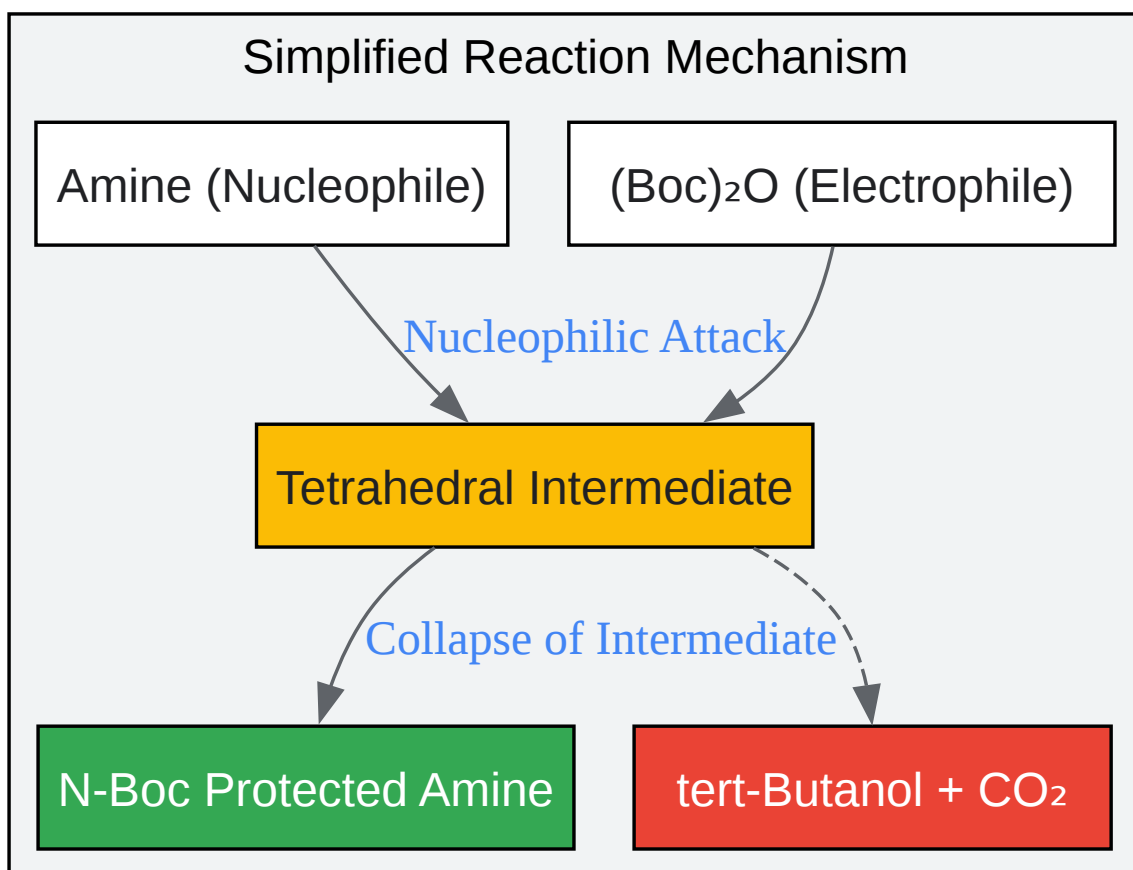 Simplified Reaction Mechanism
Amine (Nucleophile)
(Boc)₂O (Electrophile)
Nucleophilic Attack
Tetrahedral Intermediate
Collapse of Intermediate
N-Boc Protected Amine
tert-Butanol + CO₂